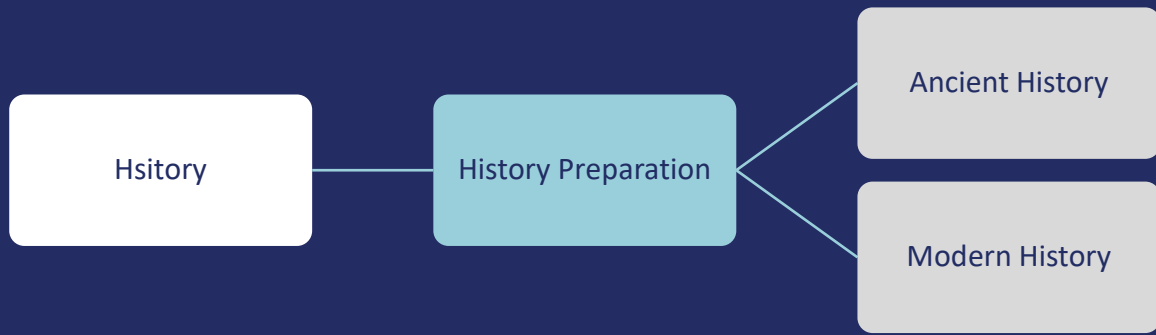 Hsitory
History Preparation
Ancient History
Modern History